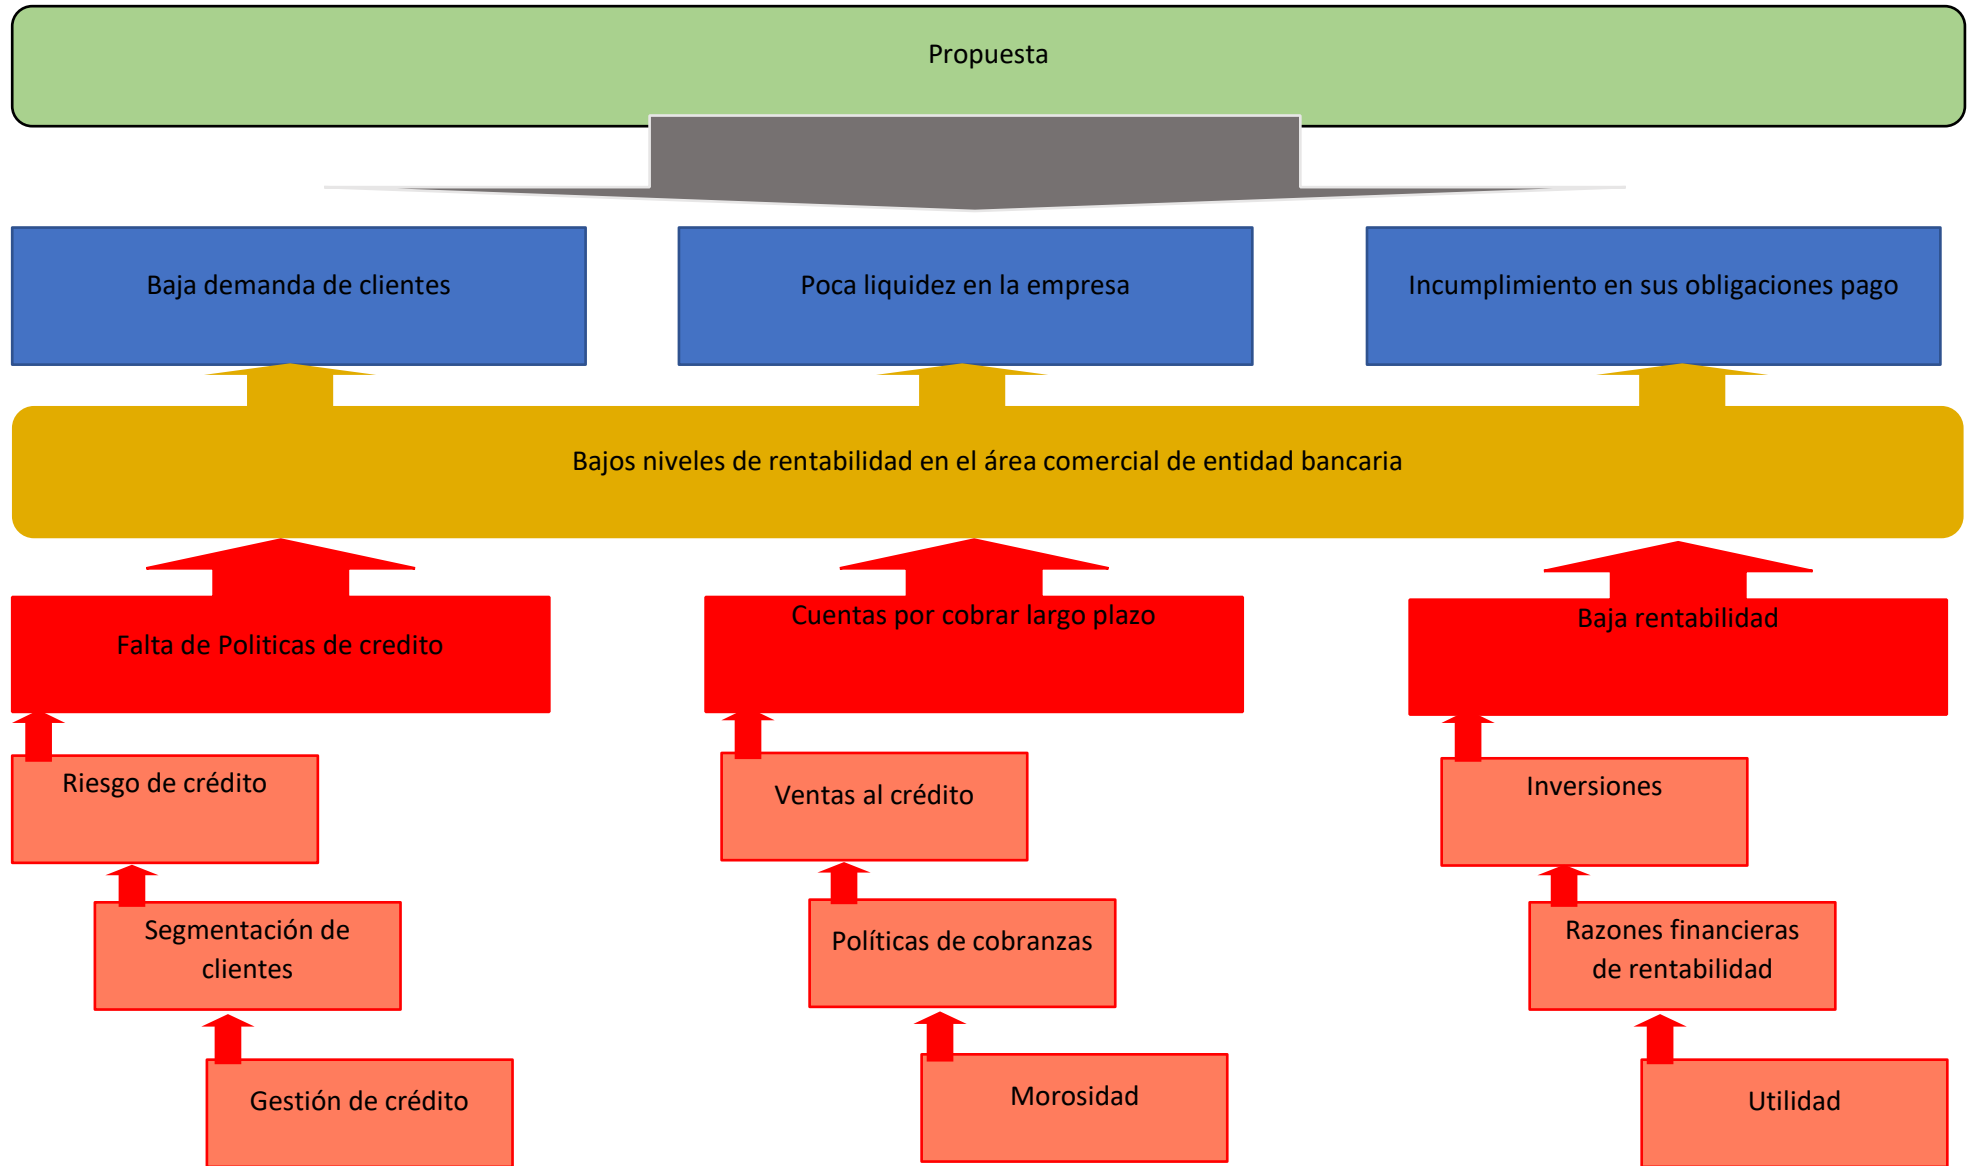 Propuesta
Baja demanda de clientes
Poca liquidez en la empresa
Incumplimiento en sus obligaciones pago
Bajos niveles de rentabilidad en el área comercial de entidad bancaria
Falta de Politicas de credito
Cuentas por cobrar largo plazo
Baja rentabilidad
Riesgo de crédito
Ventas al crédito
Inversiones
Segmentación de
clientes
Políticas de cobranzas
Razones financieras
de rentabilidad
Gestión de crédito
Morosidad
Utilidad